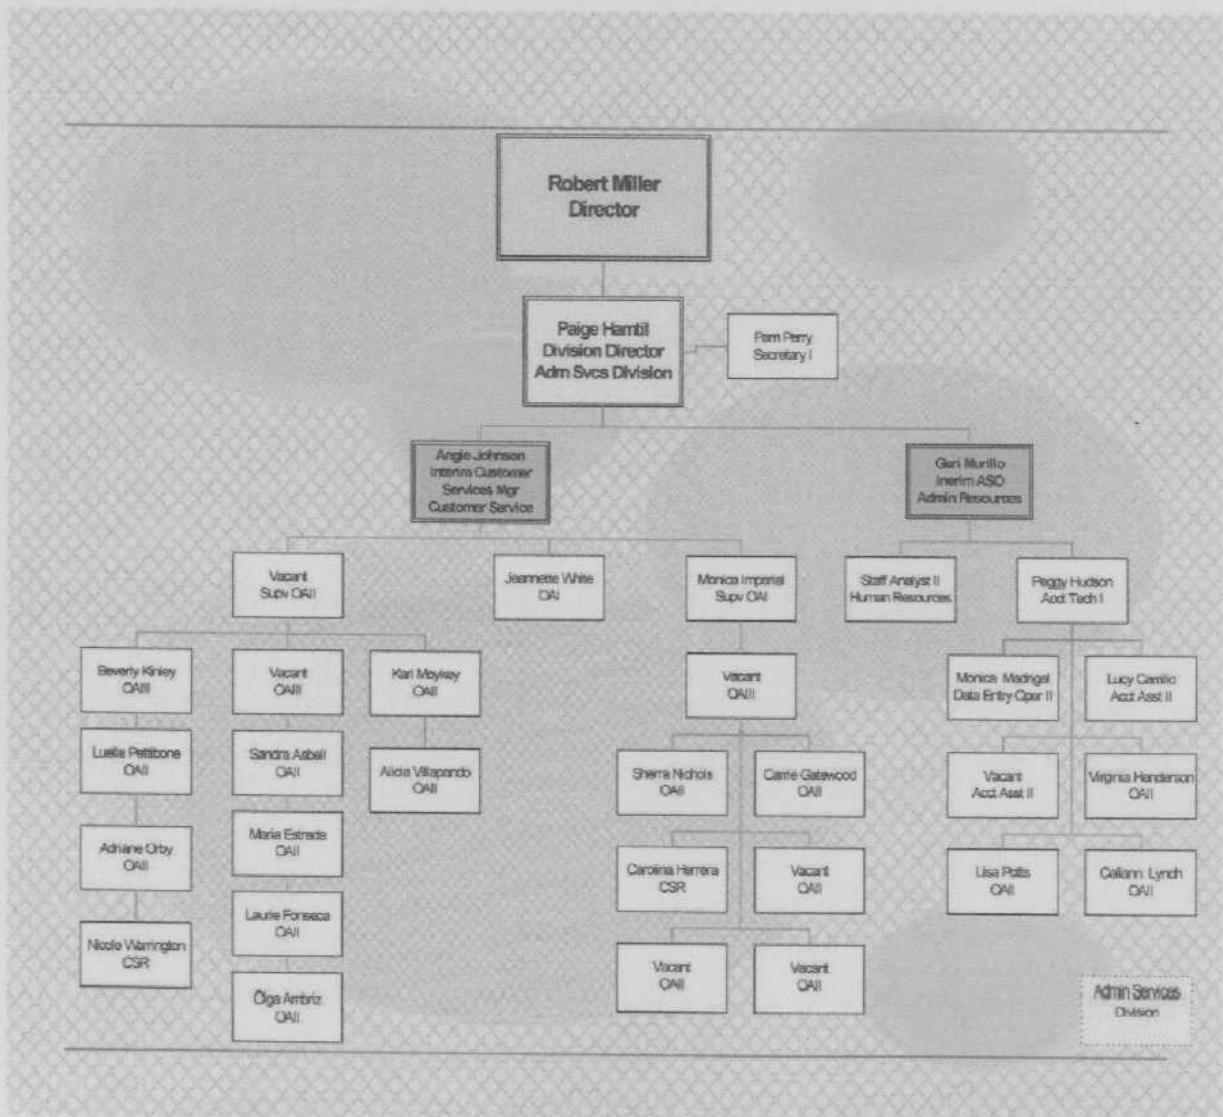 Robert Miller
Director
Paige Hamtil
Division Director
Adm Svcs Division
Pam Perry
Secretary I
Angie Johnson
Interim Customer
Services Mgr
Customer Service
Geri Murillo
Inerim ASO
Admin Resources
Vacant
Supv OAII
Jeannette White
OAI
Monica Imperial
Supv OAI
Staff Analyst II
Human Resources
Peggy Hudson
Acct Tech I
Beverly Kinley
OAIII
Vacant
OAIII
Kari Moykey
OAII
Vacant
OAIII
Monica Madrigal
Data Entry Oper II
Lucy Carrillo
Acct Asst II
Luella Pettibone
OAII
Sandra Asbell
OAII
Alicia Villapando
OAII
Sherra Nichols
OAII
Carrie Gatewood
OAII
Vacant
Acct Asst II
Virginia Henderson
OAII
Adriane Orby
OAII
Maria Estrada
OAII
Carolina Herrera
CSR
Vacant
OAII
Lisa Potts
OAII
Caliann Lynch
OAII
Nicole Warrington
CSR
Laurie Fonseca
OAII
Vacant
OAII
Vacant
OAII
Olga Ambriz
OAII
Admin Services
Division